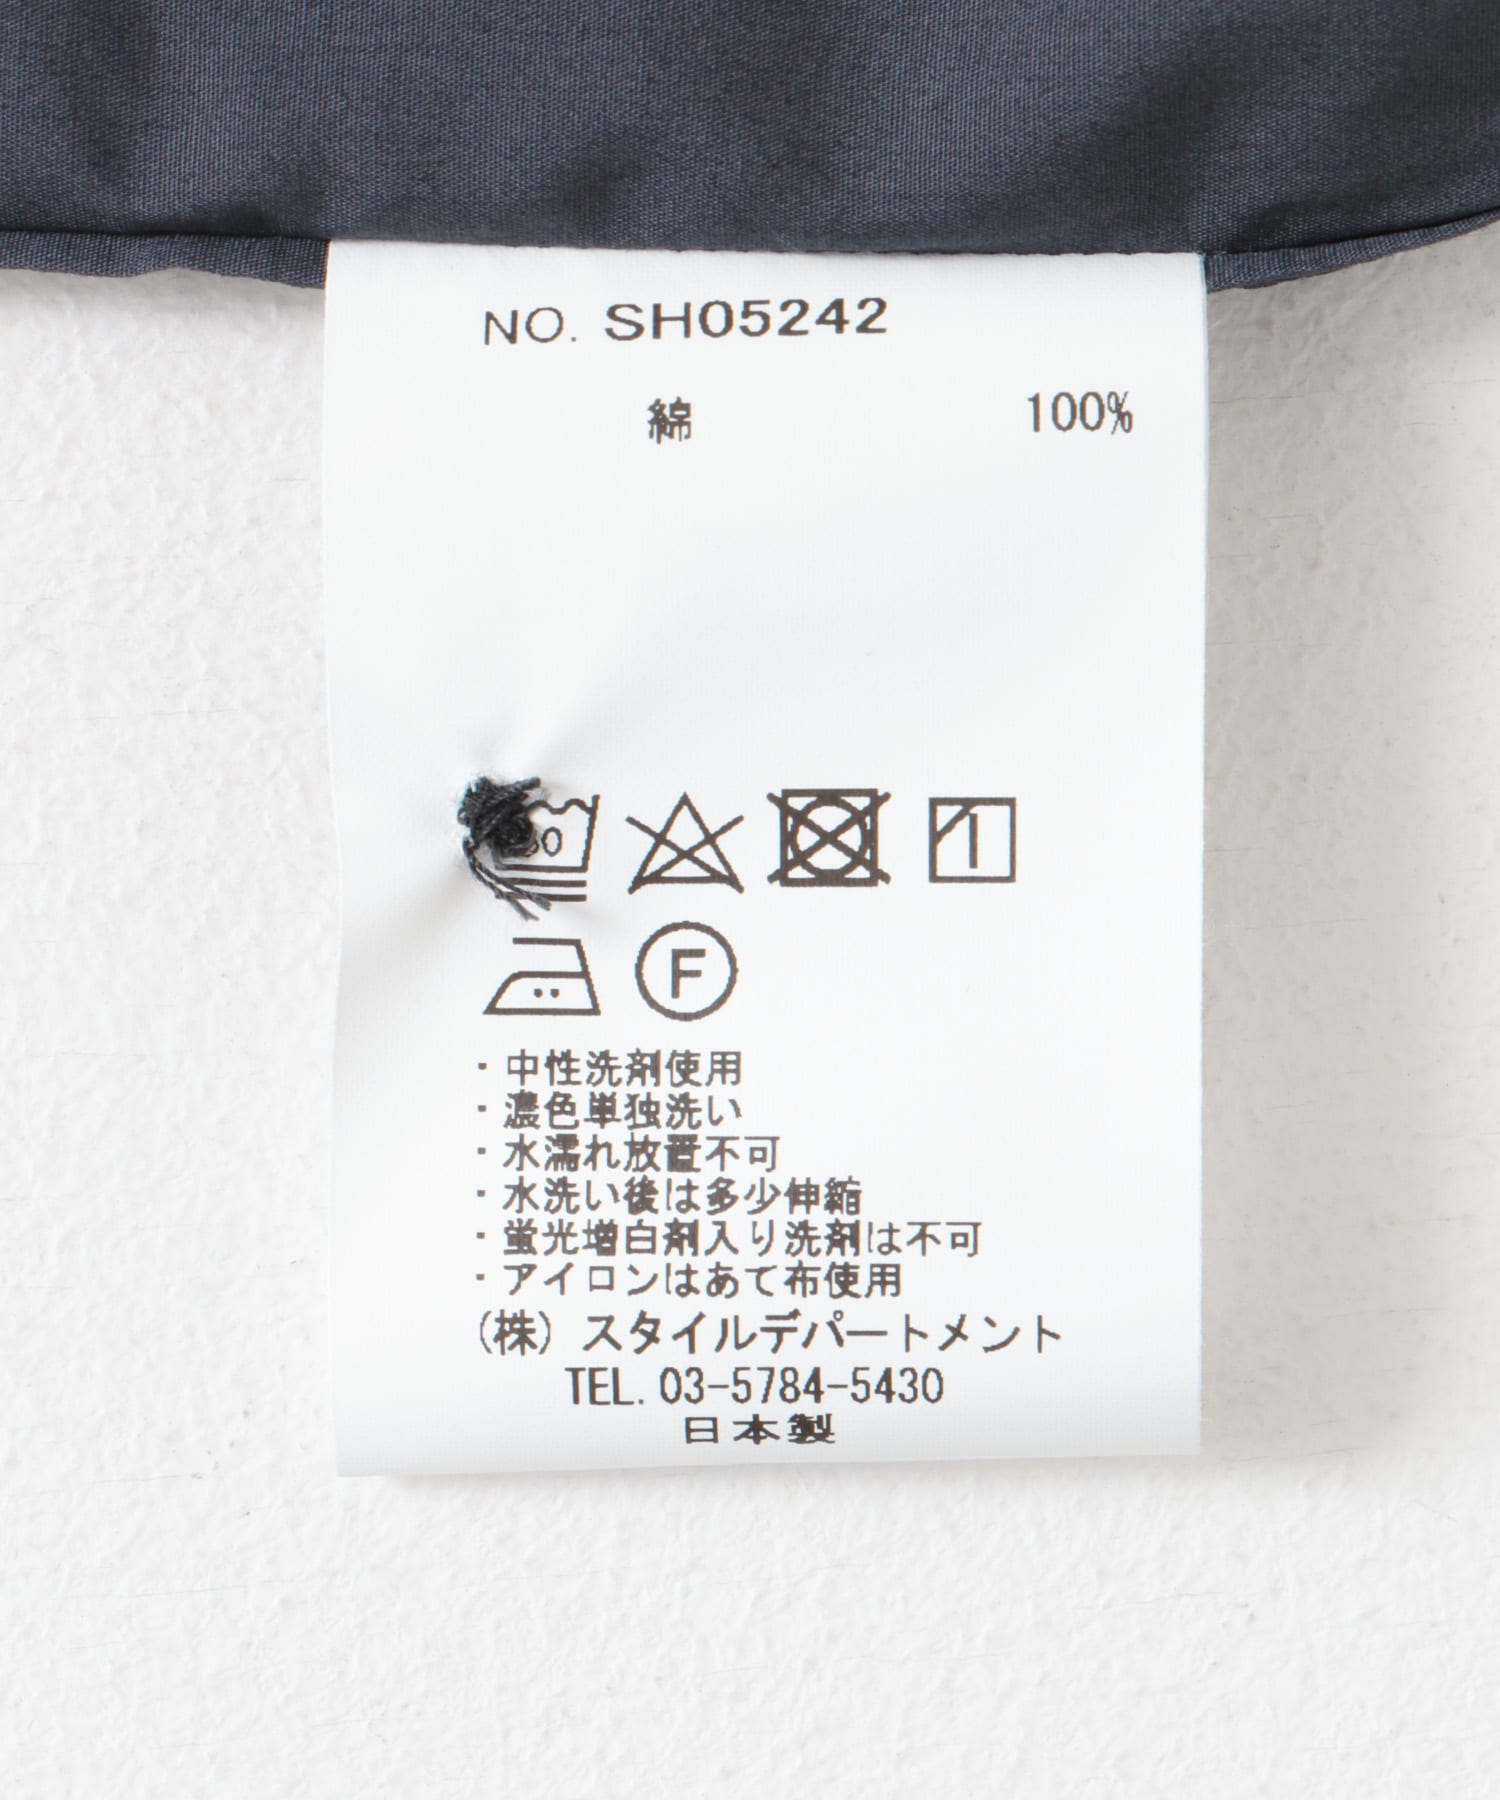 NO. SH05242
綿 100%
F
・中性洗剤使用
・濃色単独洗い
・水濡れ放置不可
・水洗い後は多少伸縮
・蛍光増白剤入り洗剤は不可
・アイロンはあて布使用
(株) スタイルデパートメント
TEL. 03-5784-5430
日本製